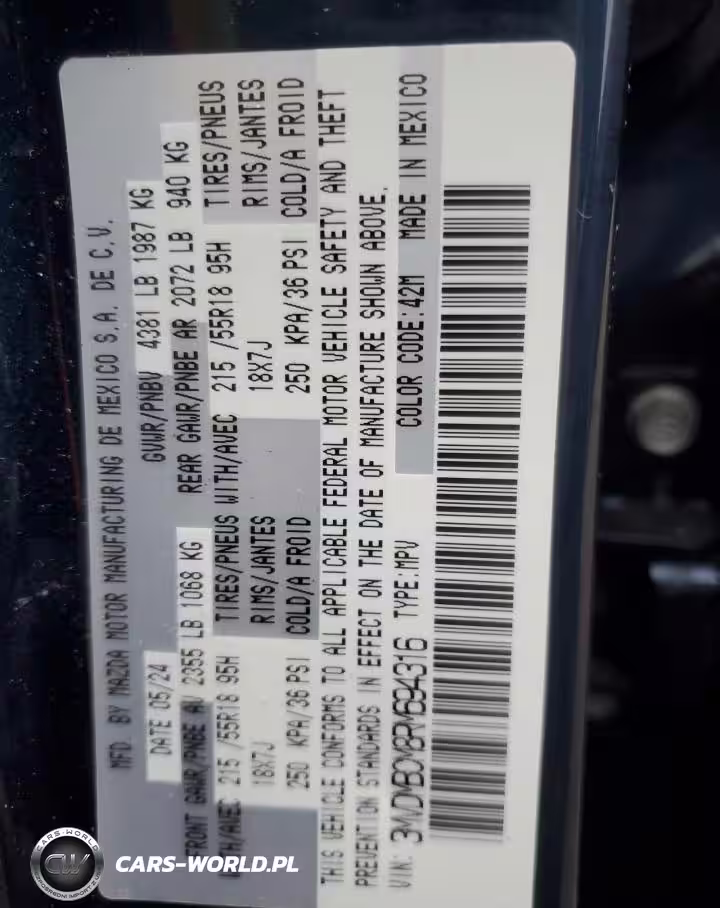 MFD. BY MAZDA MOTOR MANUFACTURING DE MEXICO S.A. DE C.V.
DATE 05/24 GVWR/PNBV 4381 LB 1987 KG
FRONT GAWR/PNBE AV 2355 LB 1068 KG REAR GAWR/PNBE AR 2072 LB 940 KG
WITH/AVEC 215 /55R18 95H TIRES/PNEUS WITH/AVEC 215 /55R18 95H TIRES/PNEUS
18X7J RIMS/JANTES 18X7J RIMS/JANTES
250 KPA/36 PSI COLD/A FROID 250 KPA/36 PSI COLD/A FROID
THIS VEHICLE CONFORMS TO ALL APPLICABLE FEDERAL MOTOR VEHICLE SAFETY AND THEFT
PREVENTION STANDARDS IN EFFECT ON THE DATE OF MANUFACTURE SHOWN ABOVE.
VIN: 3MVDMBCM8RM694316 TYPE:MPV COLOR CODE:42M MADE IN MEXICO
CARS-WORLD
CW
CARS-WORLD.PL